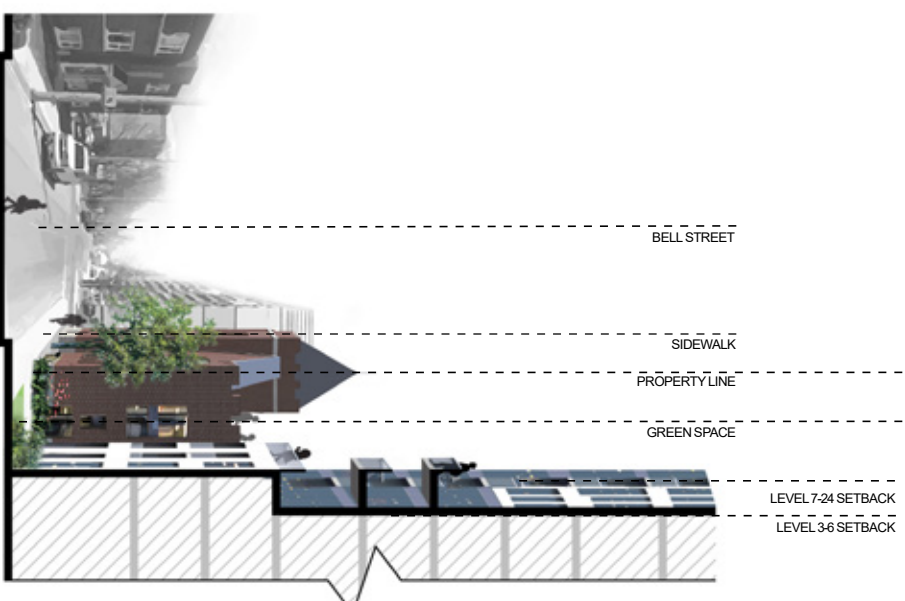 BELL STREET
SIDEWALK
PROPERTY LINE
GREEN SPACE
LEVEL 7-24 SETBACK
LEVEL 3-6 SETBACK